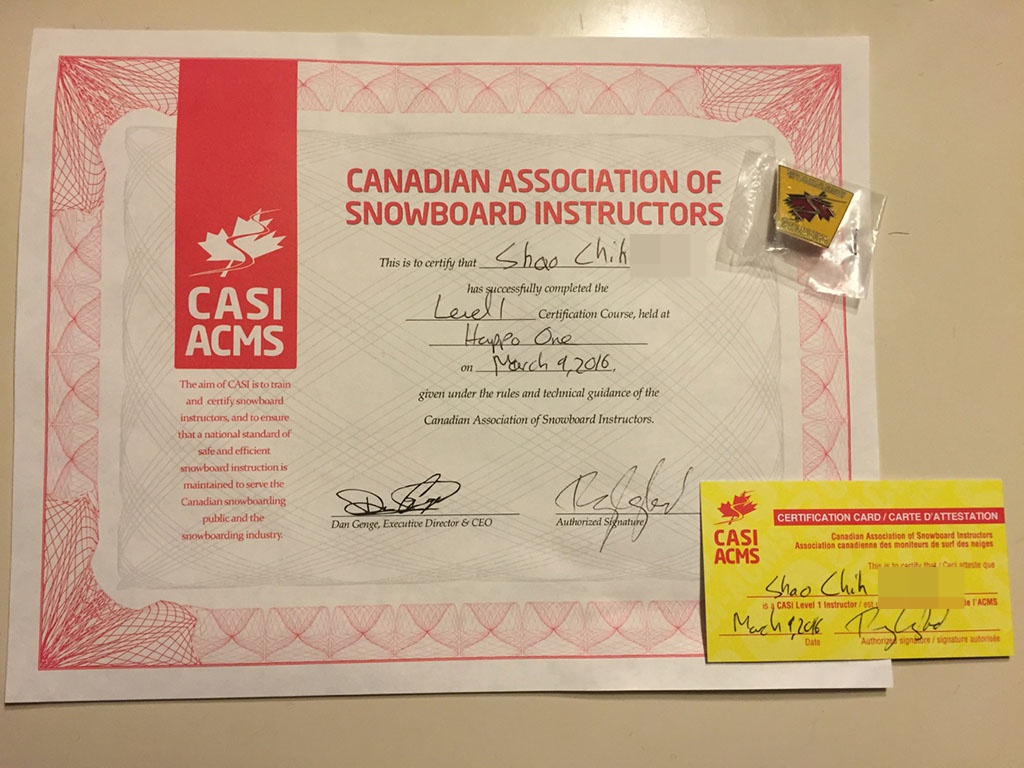 CANADIAN ASSOCIATION OF
SNOWBOARD INSTRUCTORS
This is to certify that Shao Chih
has successfully completed the
Level 1 Certification Course, held at
Happo One
on March 9, 2016,
given under the rules and technical guidance of the
Canadian Association of Snowboard Instructors.
Dan Genge, Executive Director & CEO
Authorized Signature
CASI
ACMS
The aim of CASI is to train
and certify snowboard
instructors, and to ensure
that a national standard of
safe and efficient
snowboard instruction is
maintained to serve the
Canadian snowboarding
public and the
snowboarding industry.
CASI
ACMS
CERTIFICATION CARD / CARTE D'ATTESTATION
Canadian Association of Snowboard Instructors
Association canadienne des moniteurs de surf des neiges
This is to certify that / Ceci atteste que
Shao Chih
is a CASI Level 1 Instructor / est de l'ACMS
March 9, 2016
Date
Authorized signature / signature autorisée